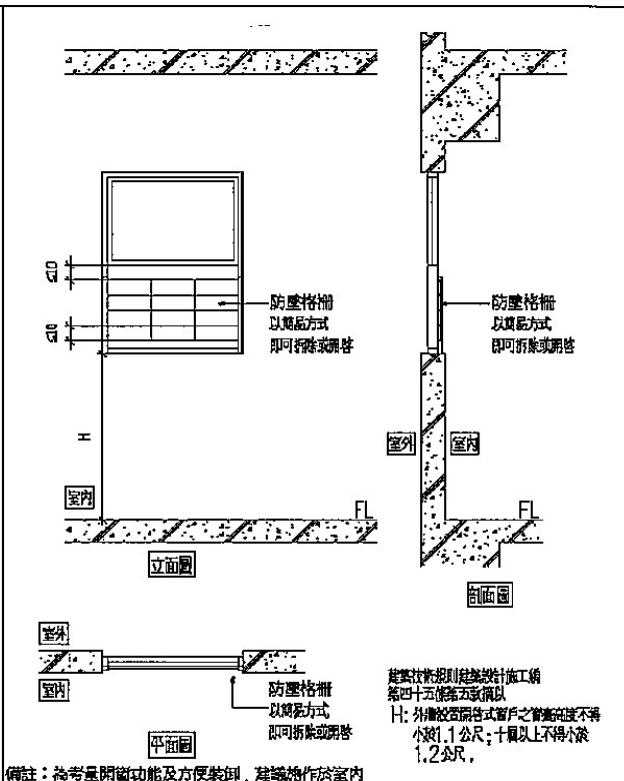 ≤10
≤10
防墜格柵
以簡易方式
即可拆除或開啓
H
室內
FL
立面圖
防墜格柵
以簡易方式
即可拆除或開啓
室外
室內
FL
剖面圖
室外
室內
防墜格柵
以簡易方式
即可拆除或開啓
平面圖
建築技術規則建築設計施工編
第四十五條第五款 
H: 外牆設置開啓式窗戶之窗臺高度不得
小於1.1公尺；十層以上不得小於
1.2公尺，
備註：為考量開窗功能及方便裝卸，建議施作於室內